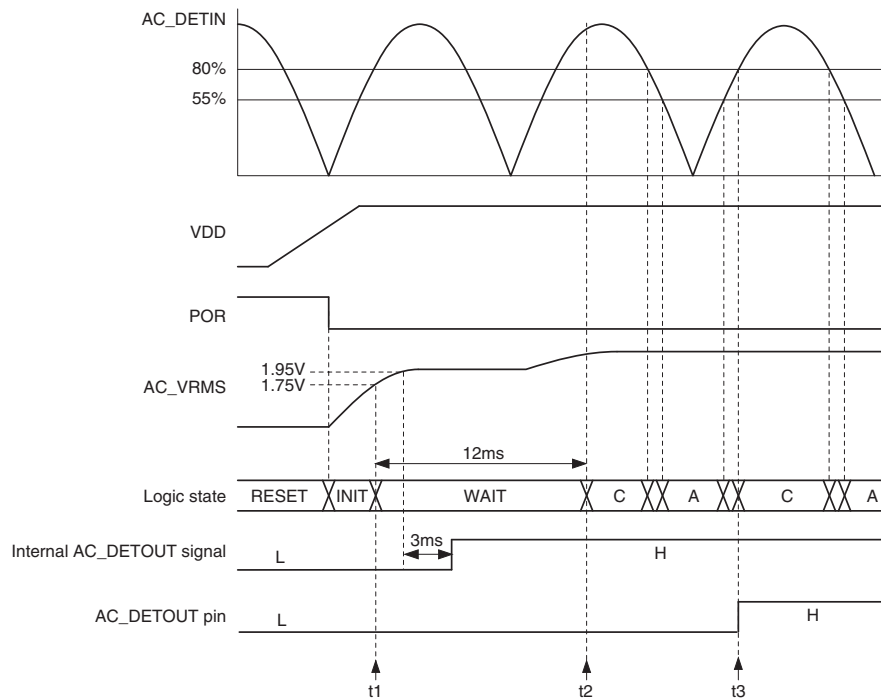 AC_DETIN
80%
55%
VDD
POR
1.95V
1.75V
AC_VRMS
12ms
Logic state RESET INIT WAIT C A C A
3ms
Internal AC_DETOUT signal L H
AC_DETOUT pin L H
t1 t2 t3